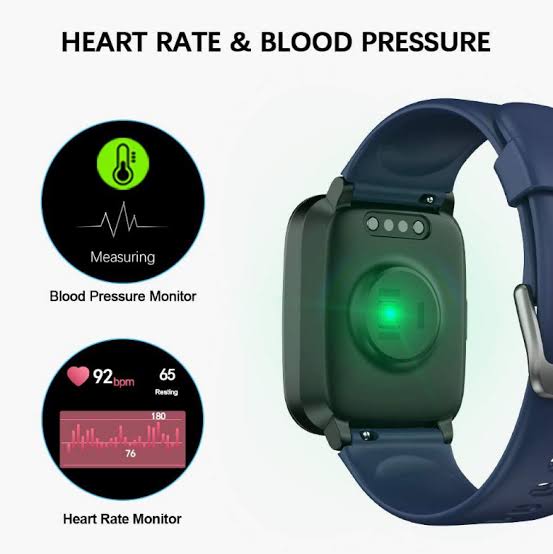 HEART RATE & BLOOD PRESSURE
Measuring
Blood Pressure Monitor
92bpm
65
Resting
180
76
Heart Rate Monitor